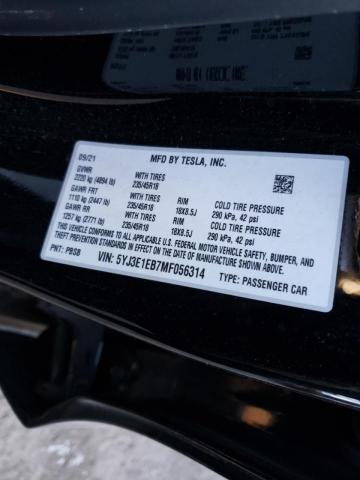 09/21 MFD BY TESLA, INC.
GVWR
2220 kg (4894 lb) WITH TIRES
235/45R18
GAWR FRT
1110 kg (2447 lb) WITH TIRES RIM COLD TIRE PRESSURE
235/45R18 18X8.5J 290 kPa, 42 psi
GAWR RR
1257 kg (2771 lb) WITH TIRES RIM COLD TIRE PRESSURE
235/45R18 18X8.5J 290 kPa, 42 psi
THIS VEHICLE CONFORMS TO ALL APPLICABLE U.S. FEDERAL MOTOR VEHICLE SAFETY, BUMPER, AND
THEFT PREVENTION STANDARDS IN EFFECT ON THE DATE OF MANUFACTURE SHOWN ABOVE.
PNT: PBSB VIN: 5YJ3E1EB7MF056314 TYPE: PASSENGER CAR